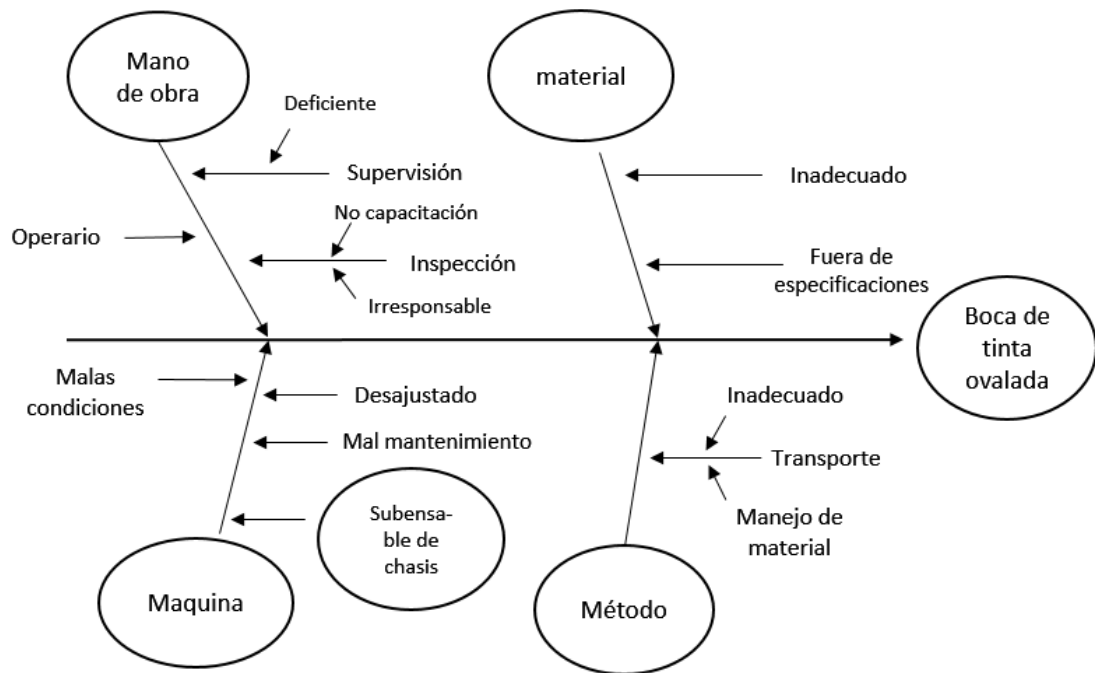 Mano
de obra
material
Deficiente
Supervisión
Inadecuado
No capacitación
Operario
Inspección
Fuera de
especificaciones
Irresponsable
Boca de
tinta
ovalada
Malas
condiciones
Desajustado
Inadecuado
Mal mantenimiento
Transporte
Subensa-
ble de
chasis
Manejo de
material
Maquina
Método